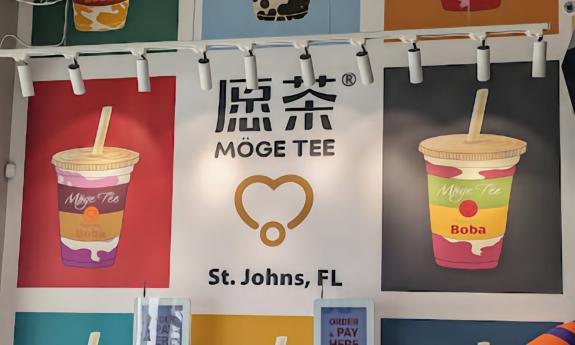 愿茶®
MÖGE TEE
Möge Tee
Boba
Möge Tee
Boba
St. Johns, FL
ORDER
& PAY
HERE